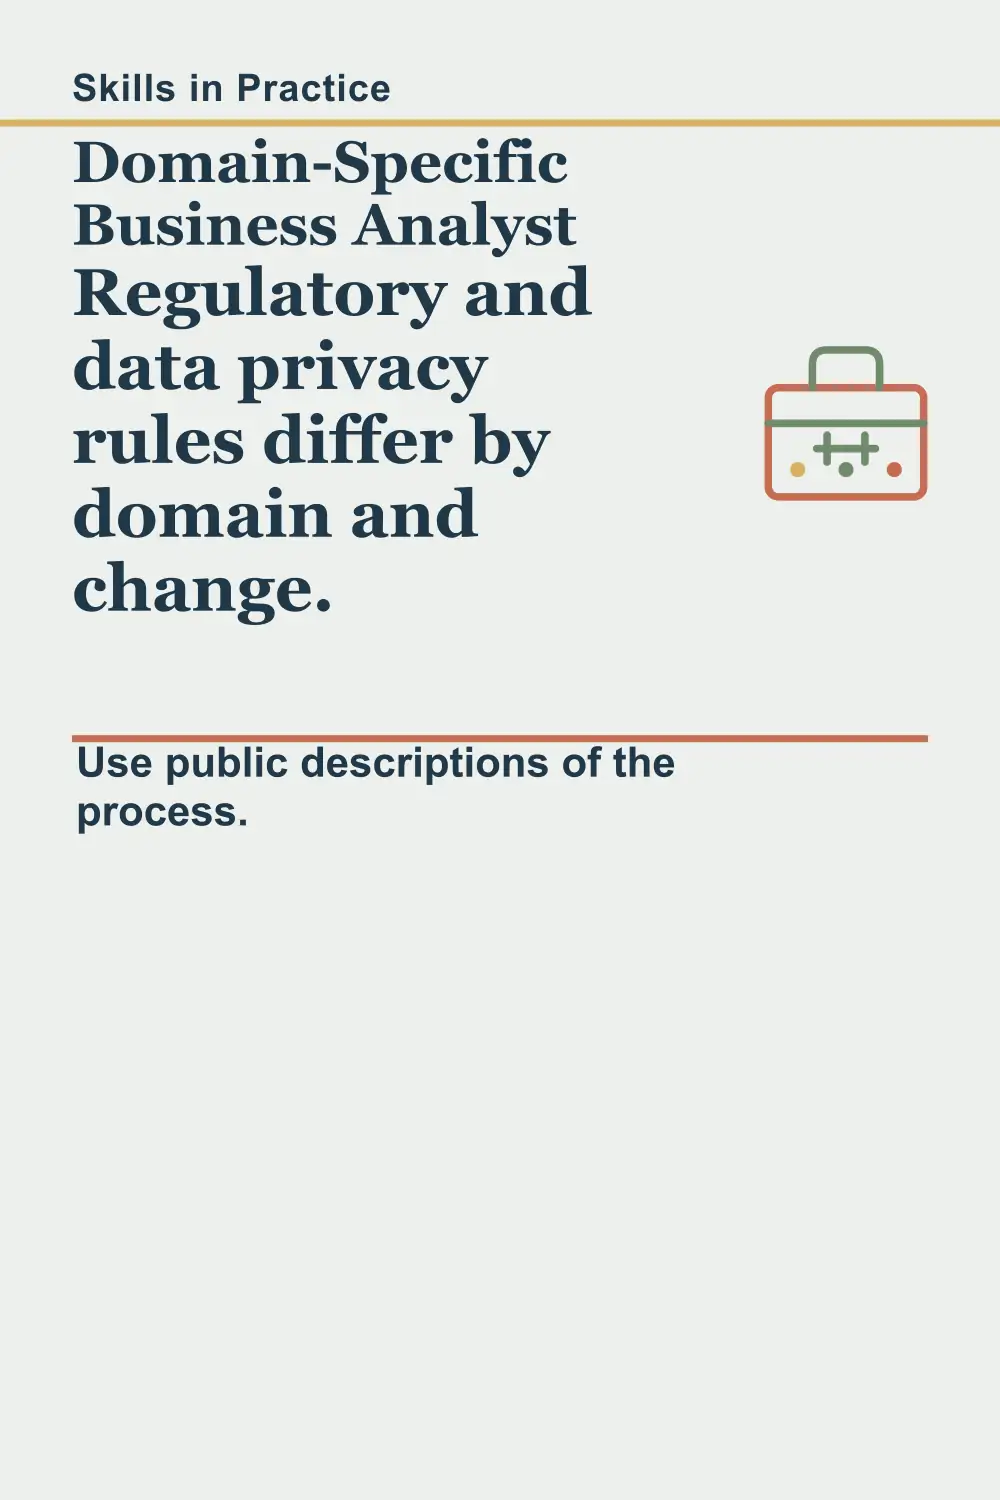 Skills in Practice
Domain-Specific
Business Analyst
Regulatory and
data privacy
rules differ by
domain and
change.
Use public descriptions of the
process.